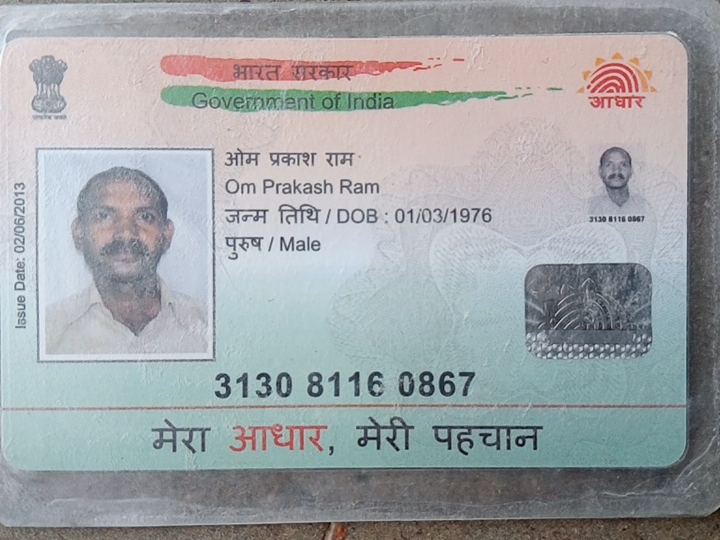 भारत सरकार
Government of India
आधार
ओम प्रकाश राम
Om Prakash Ram
जन्म तिथि / DOB : 01/03/1976
पुरुष / Male
Issue Date: 02/06/2013
3130 8116 0867
3130 8116 0867
मेरा आधार, मेरी पहचान